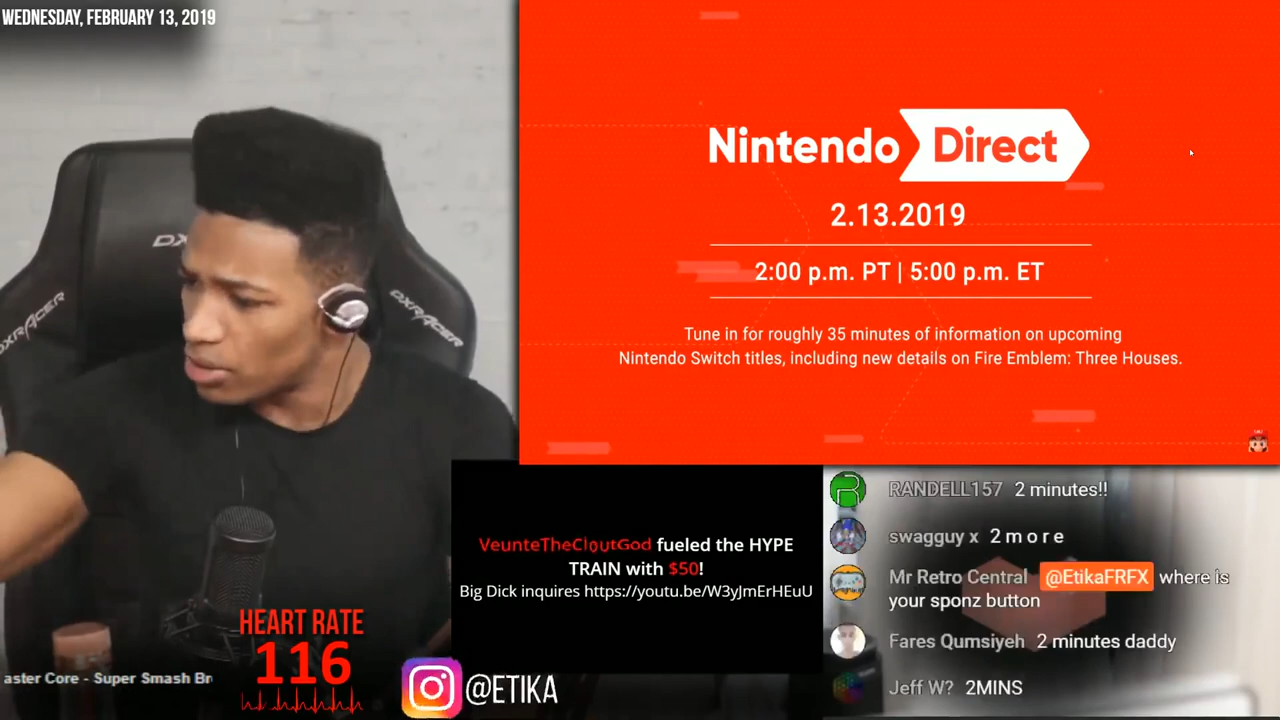 WEDNESDAY, FEBRUARY 13, 2019
DXRACER
DXRACER
Nintendo Direct
2.13.2019
2:00 p.m. PT | 5:00 p.m. ET
Tune in for roughly 35 minutes of information on upcoming
Nintendo Switch titles, including new details on Fire Emblem: Three Houses.
VeunteTheCloutGod fueled the HYPE
TRAIN with $50!
Big Dick inquires https://youtu.be/W3yJmErHEuU
RANDELL157 2 minutes!!
swagguy x 2 m o r e
Mr Retro Central @EtikaFRFX where is
your sponz button
Fares Qumsiyeh 2 minutes daddy
Jeff W? 2MINS
HEART RATE
116
aster Core - Super Smash Br
@ETIKA